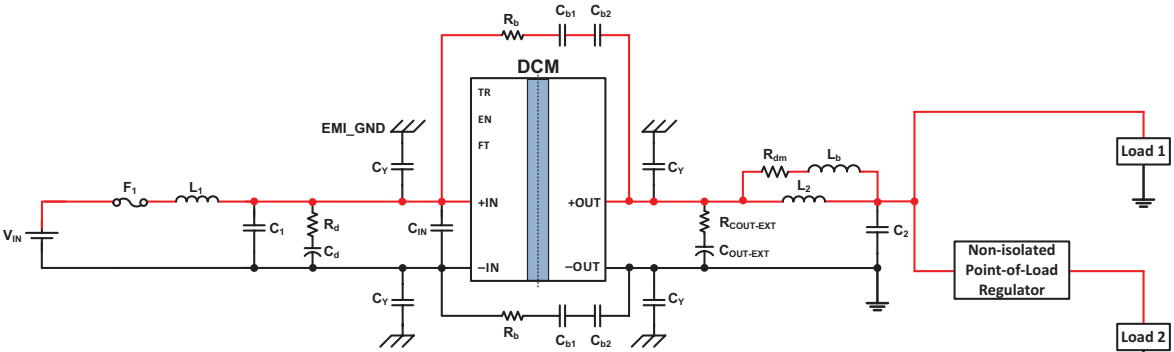 Rb
Cb1
Cb2
DCM
TR
EN
FT
EMI_GND
CY
CY
Rdm
Lb
Load 1
F1
L1
L2
+IN
+OUT
VIN
C1
Rd
Cd
CIN
RCOUT-EXT
COUT-EXT
C2
–IN
–OUT
Non-isolated
Point-of-Load
Regulator
CY
CY
Rb
Cb1
Cb2
Load 2